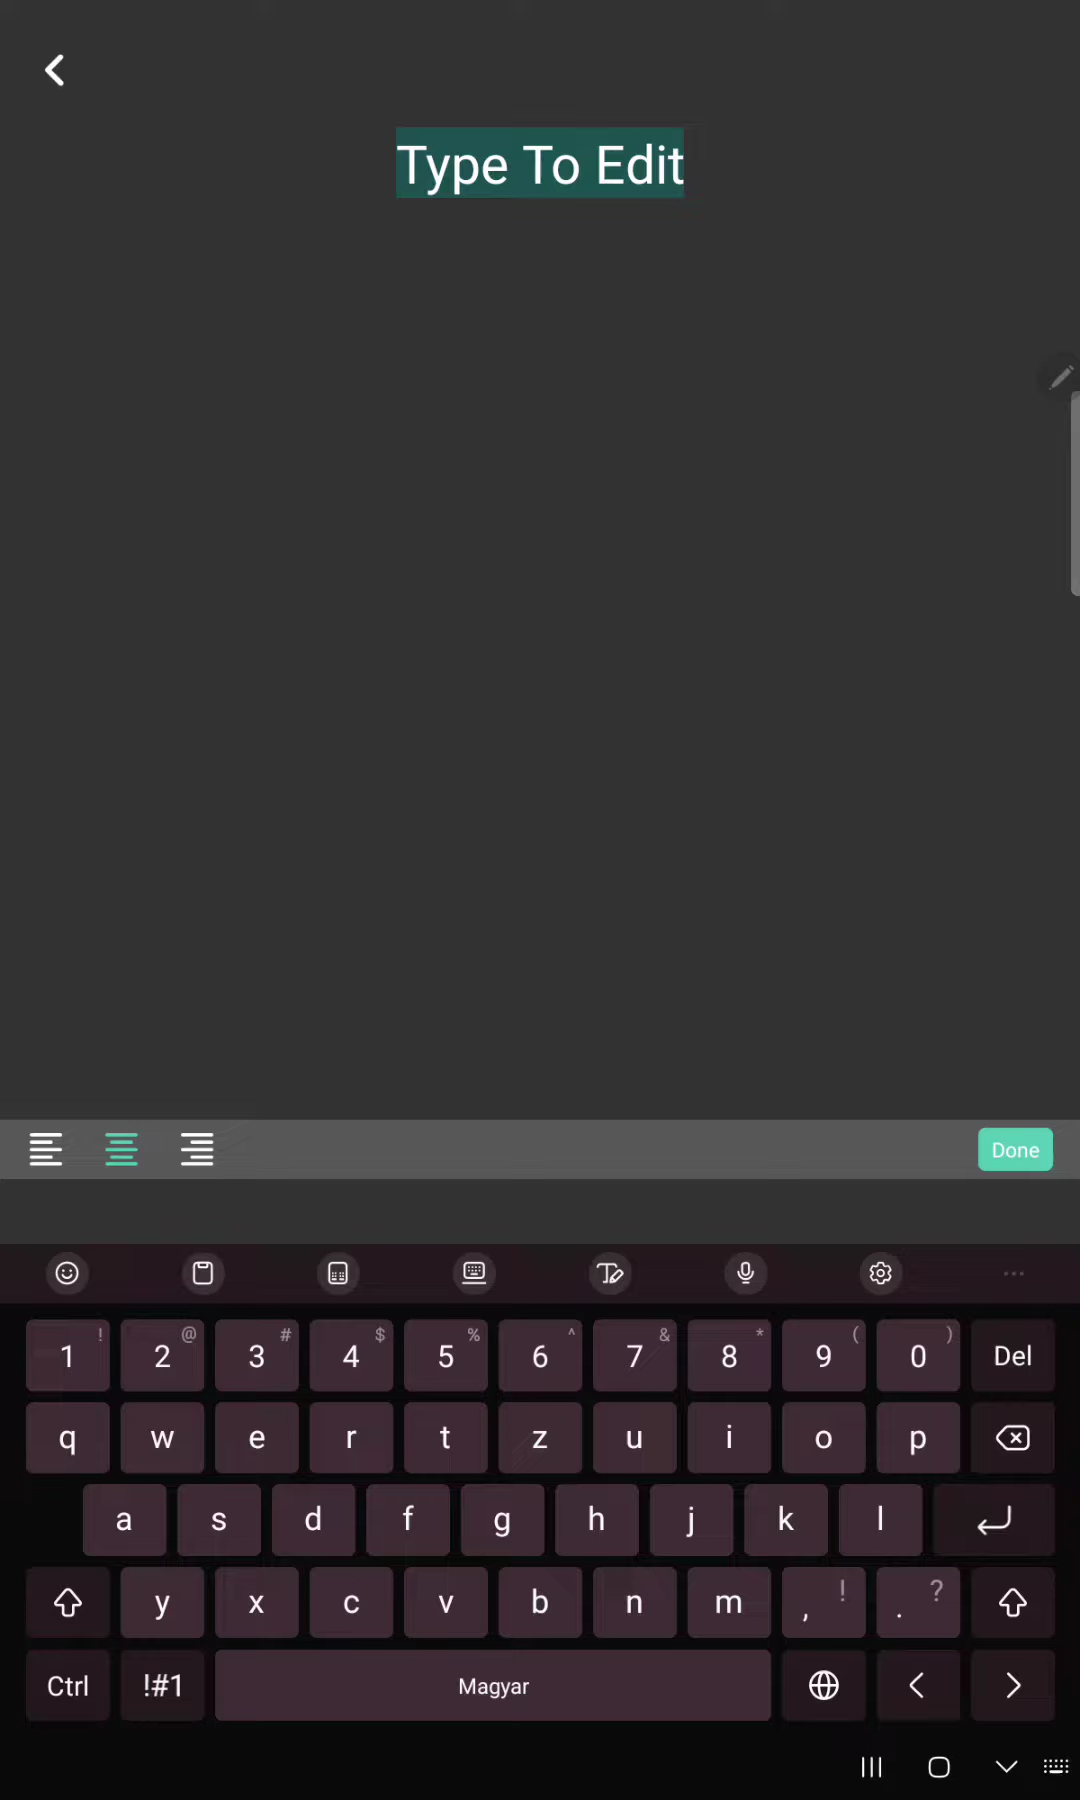 Type To Edit
Done
! @ # $ % ^ & * ( )
1 2 3 4 5 6 7 8 9 0 Del
q w e r t z u i o p
a s d f g h j k l
y x c v b n m , ! . ?
Ctrl !#1 Magyar